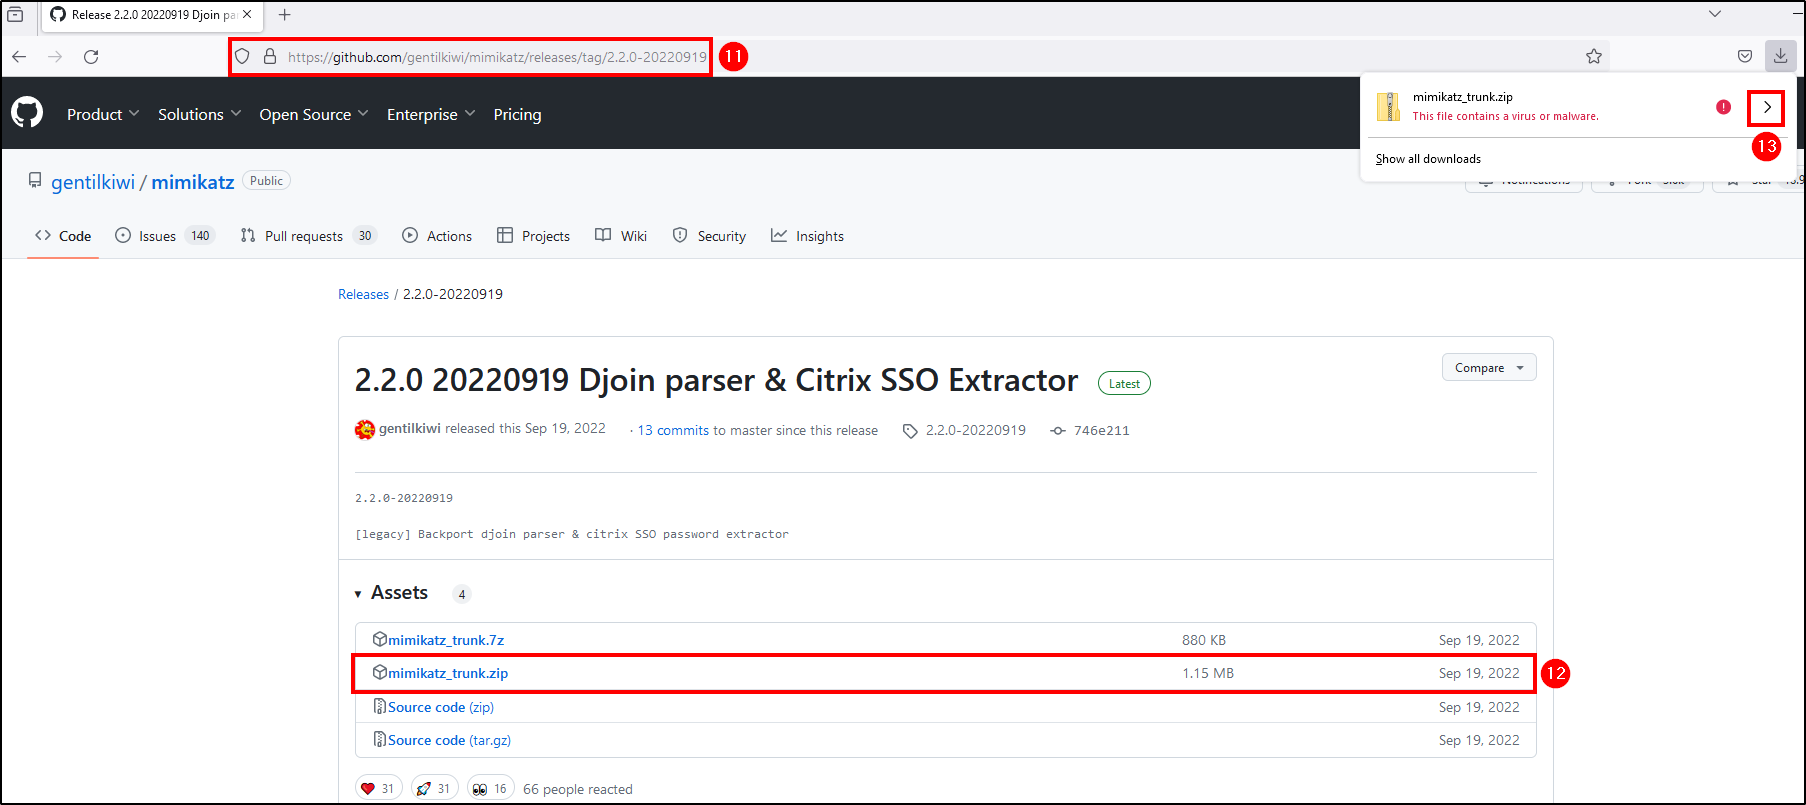 Release 2.2.0 20220919 Djoin pa
https://github.com/gentilkiwi/mimikatz/releases/tag/2.2.0-20220919
11
mimikatz_trunk.zip
This file contains a virus or malware.
13
Show all downloads
Product
Solutions
Open Source
Enterprise
Pricing
gentilkiwi / mimikatz
Public
Notifications
Fork
Star
Code
Issues 140
Pull requests 30
Actions
Projects
Wiki
Security
Insights
Releases / 2.2.0-20220919
2.2.0 20220919 Djoin parser & Citrix SSO Extractor
Latest
Compare
gentilkiwi released this Sep 19, 2022
· 13 commits to master since this release
2.2.0-20220919
746e211
2.2.0-20220919
[legacy] Backport djoin parser & citrix SSO password extractor
Assets 4
mimikatz_trunk.7z 880 KB Sep 19, 2022
mimikatz_trunk.zip 1.15 MB Sep 19, 2022
12
Source code (zip) Sep 19, 2022
Source code (tar.gz) Sep 19, 2022
31
31
16
66 people reacted